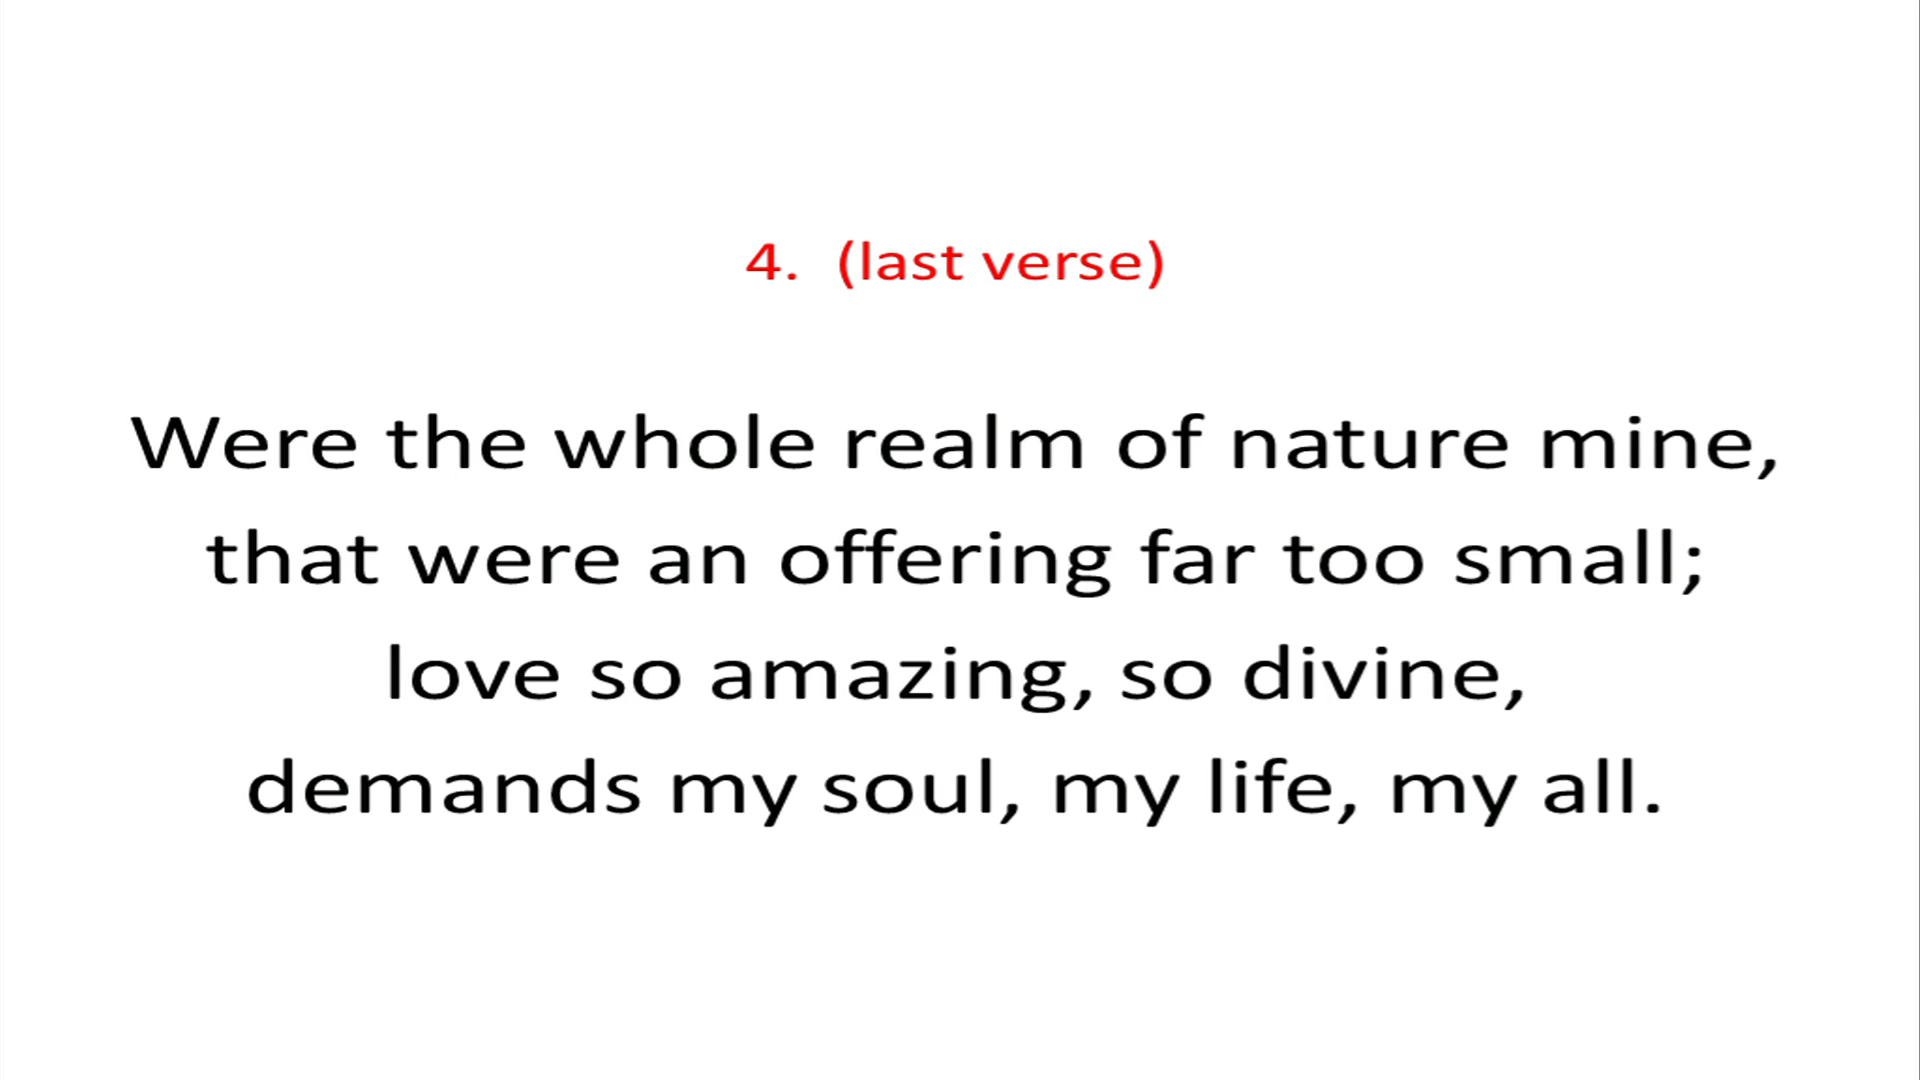 4. (last verse)
Were the whole realm of nature mine,
that were an offering far too small;
love so amazing, so divine,
demands my soul, my life, my all.